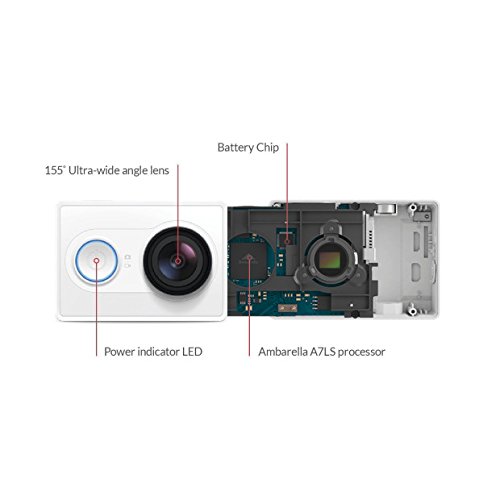 Battery Chip
155° Ultra-wide angle lens
Power indicator LED
Ambarella A7LS processor